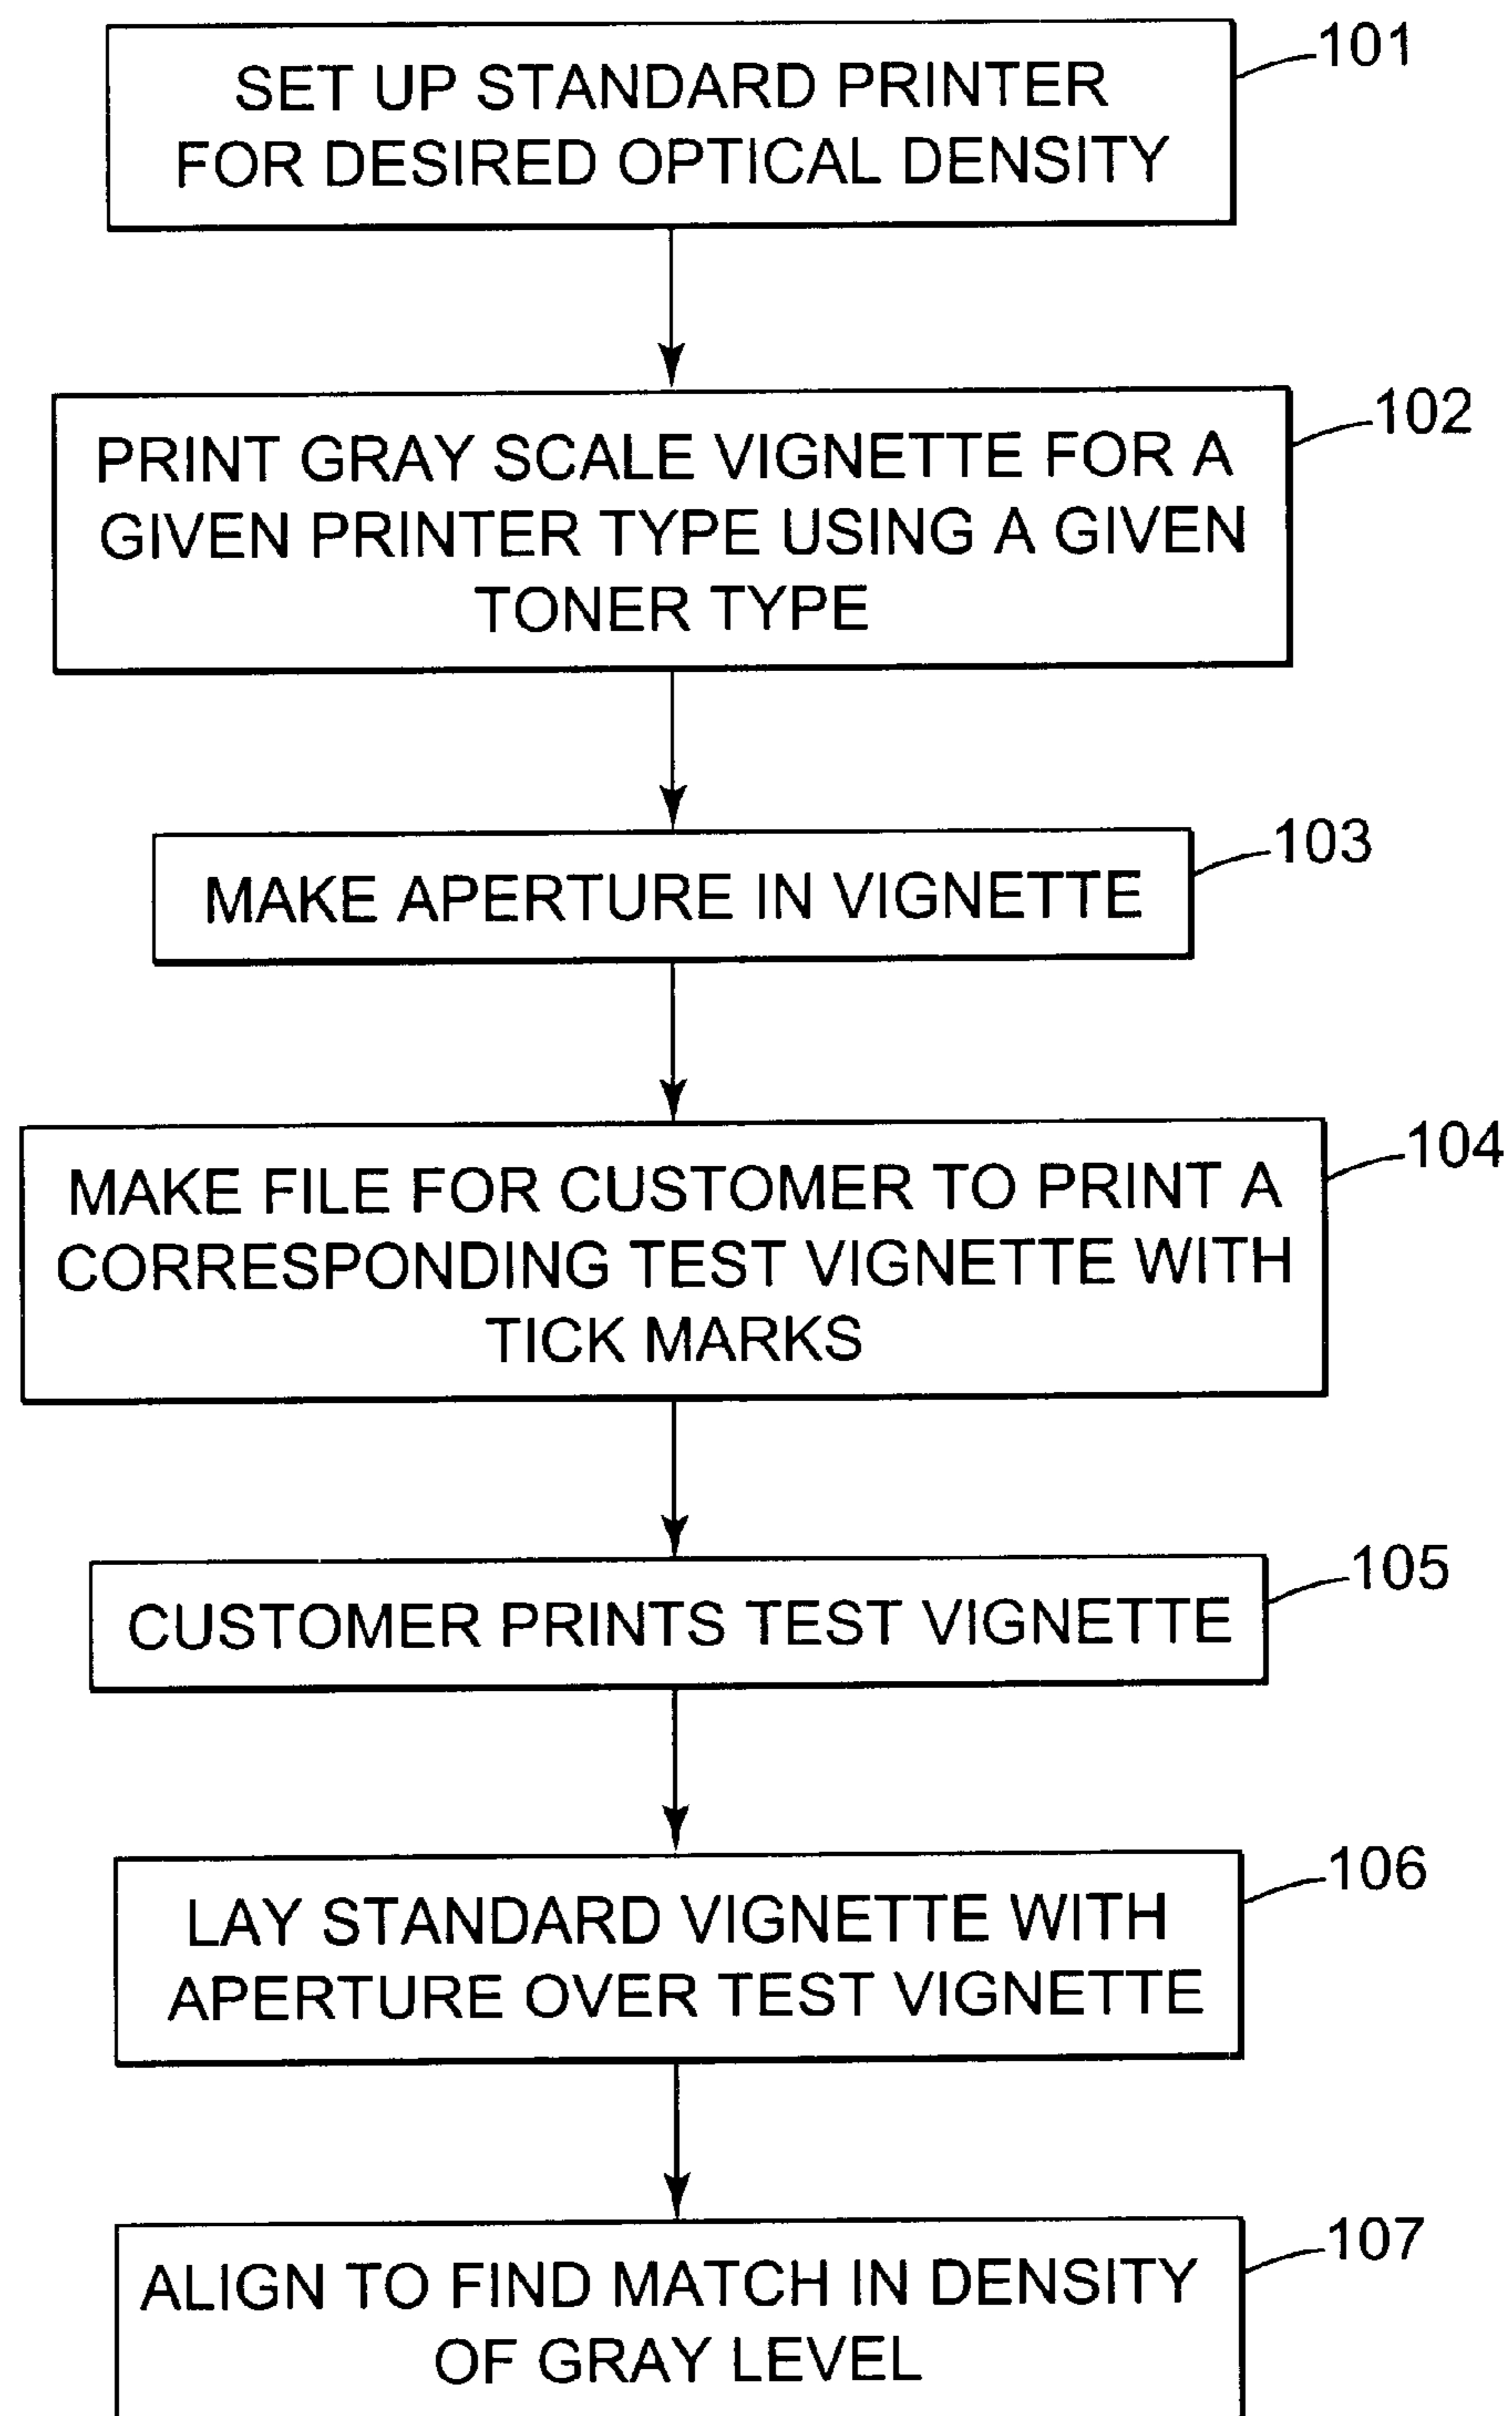 101
SET UP STANDARD PRINTER
FOR DESIRED OPTICAL DENSITY
102
PRINT GRAY SCALE VIGNETTE FOR A
GIVEN PRINTER TYPE USING A GIVEN
TONER TYPE
103
MAKE APERTURE IN VIGNETTE
104
MAKE FILE FOR CUSTOMER TO PRINT A
CORRESPONDING TEST VIGNETTE WITH
TICK MARKS
105
CUSTOMER PRINTS TEST VIGNETTE
106
LAY STANDARD VIGNETTE WITH
APERTURE OVER TEST VIGNETTE
107
ALIGN TO FIND MATCH IN DENSITY
OF GRAY LEVEL